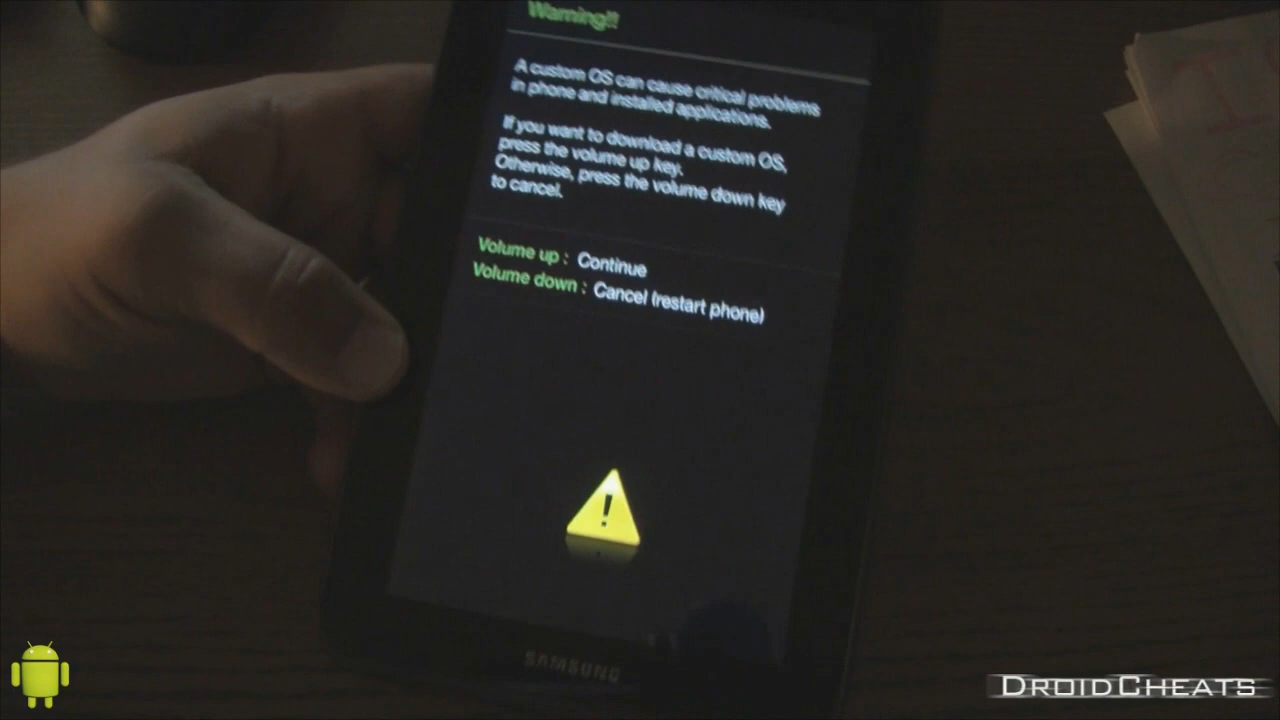 Warning!!
A custom OS can cause critical problems
in phone and installed applications.
If you want to download a custom OS,
press the volume up key.
Otherwise, press the volume down key
to cancel.
Volume up : Continue
Volume down : Cancel (restart phone)
SAMSUNG
DROIDCHEATS